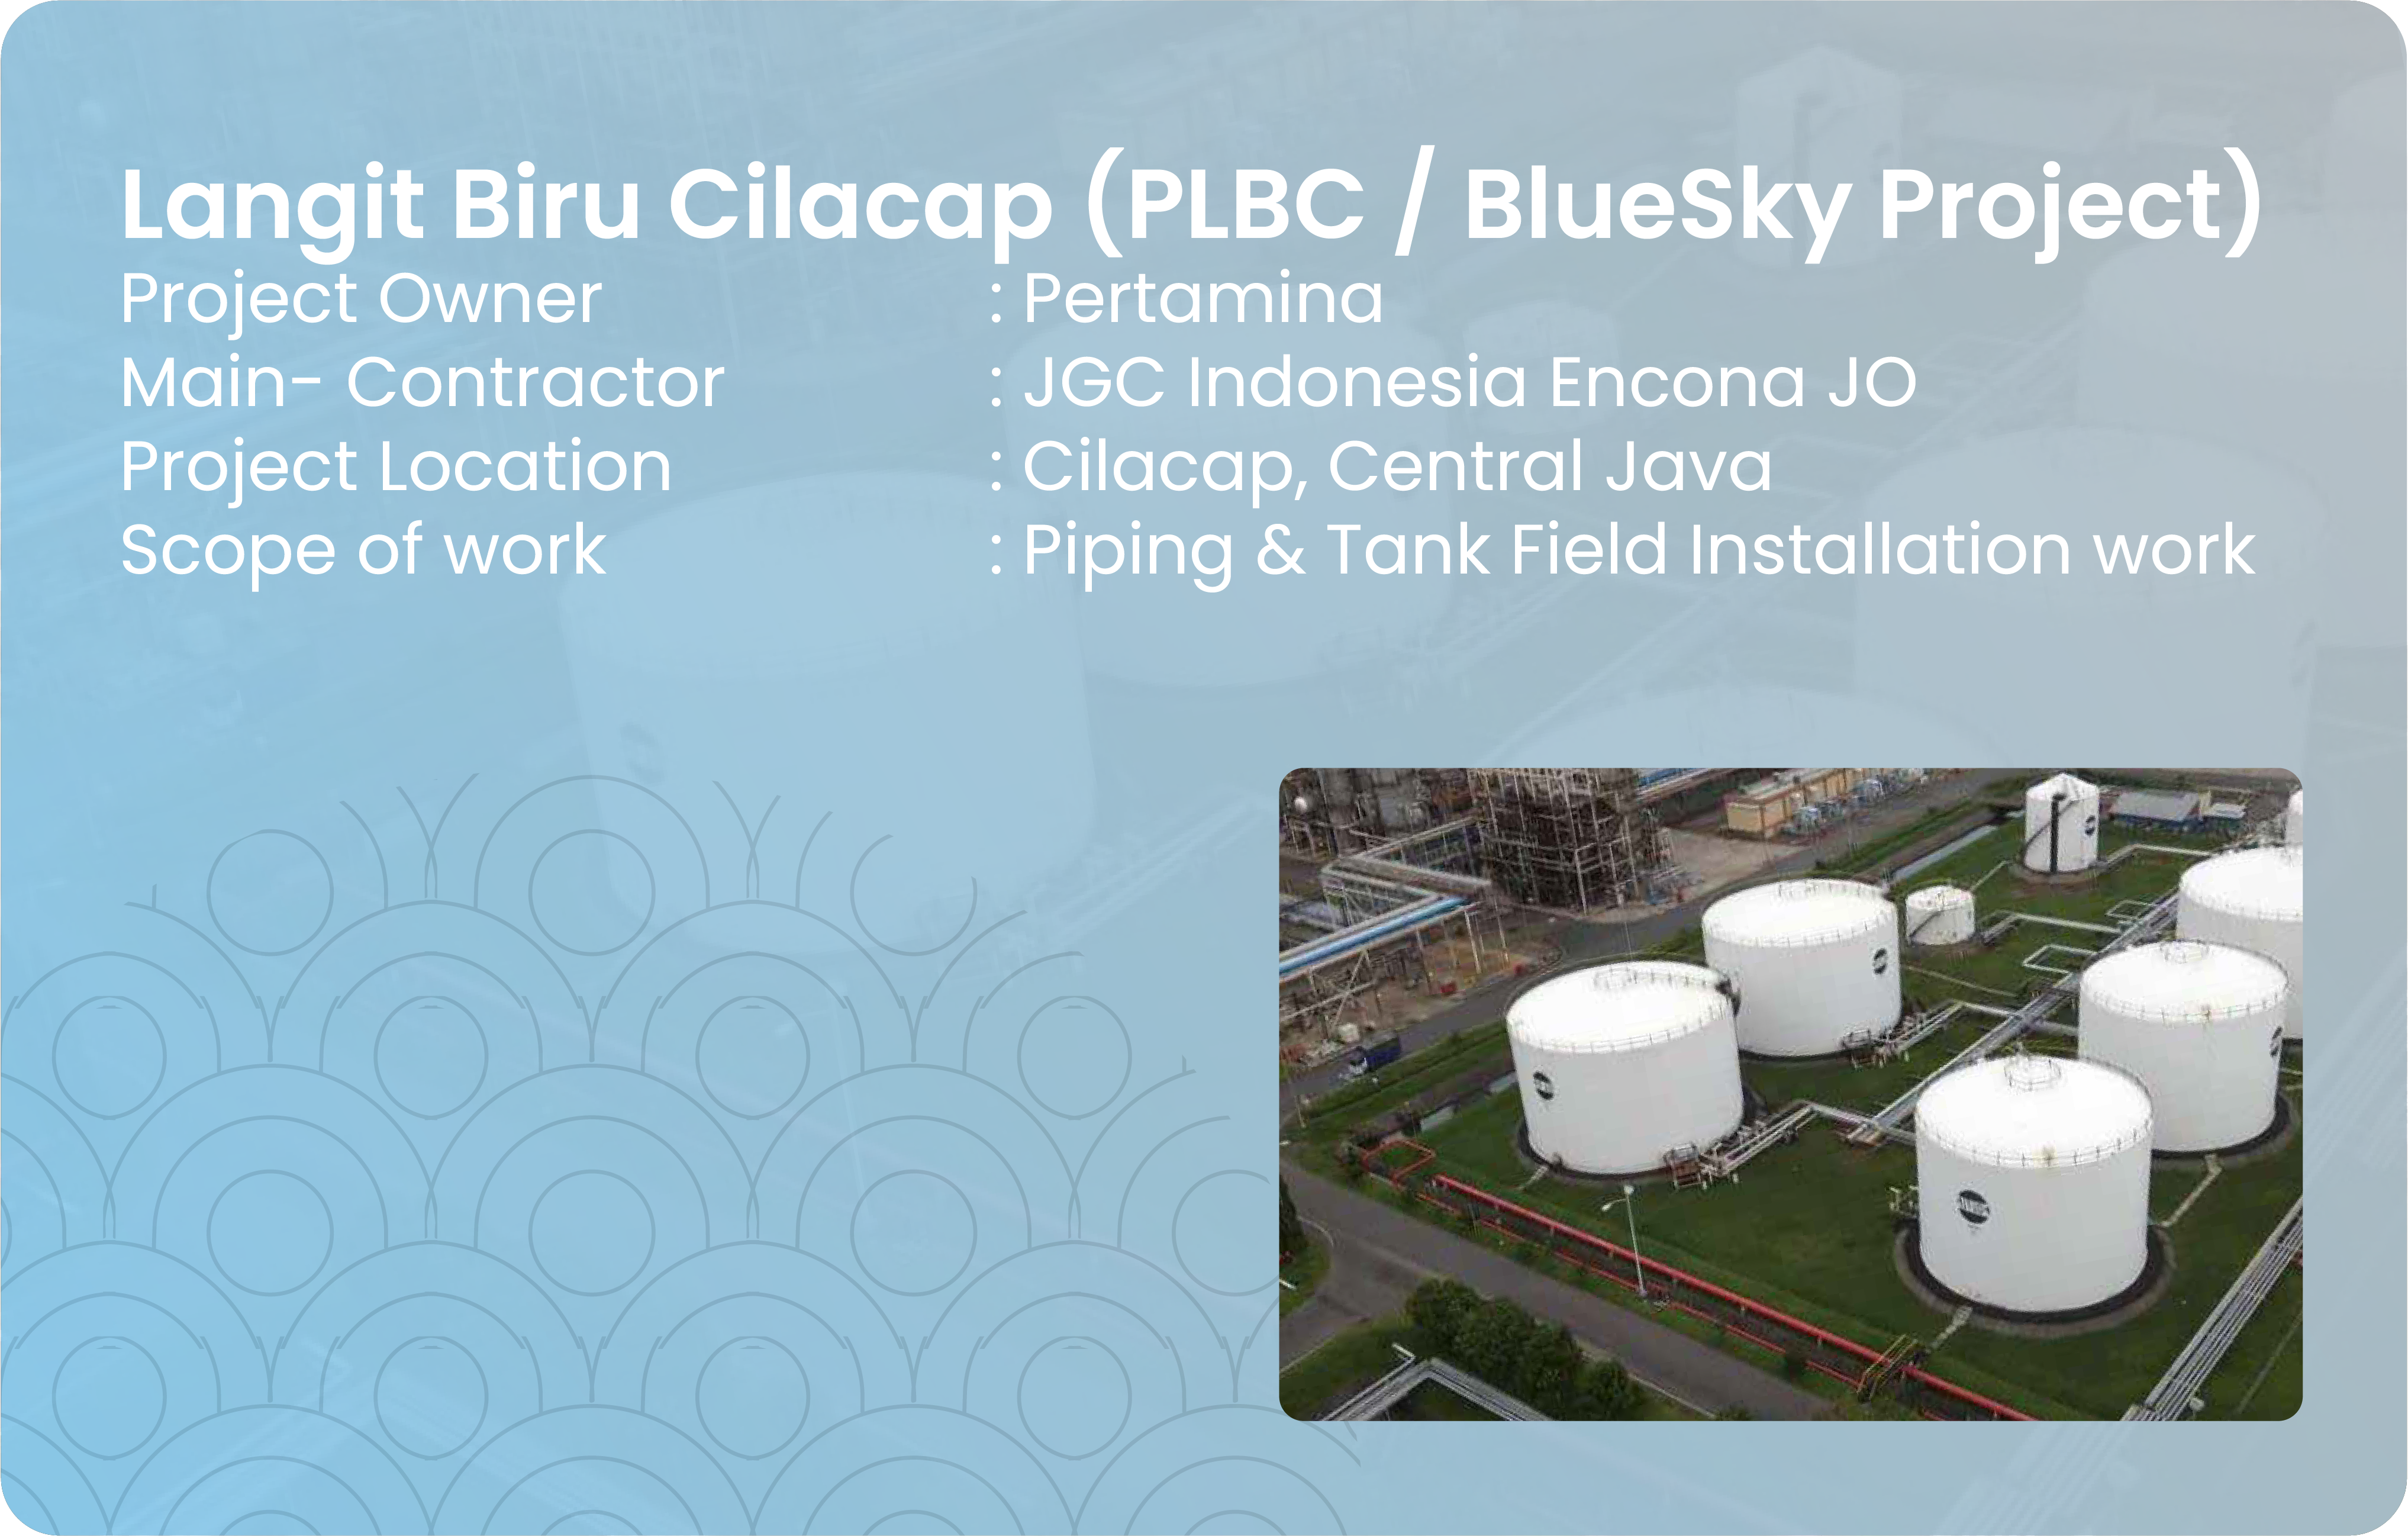 Langit Biru Cilacap (PLBC / BlueSky Project)
Project Owner : Pertamina
Main- Contractor : JGC Indonesia Encona JO
Project Location : Cilacap, Central Java
Scope of work : Piping & Tank Field Installation work